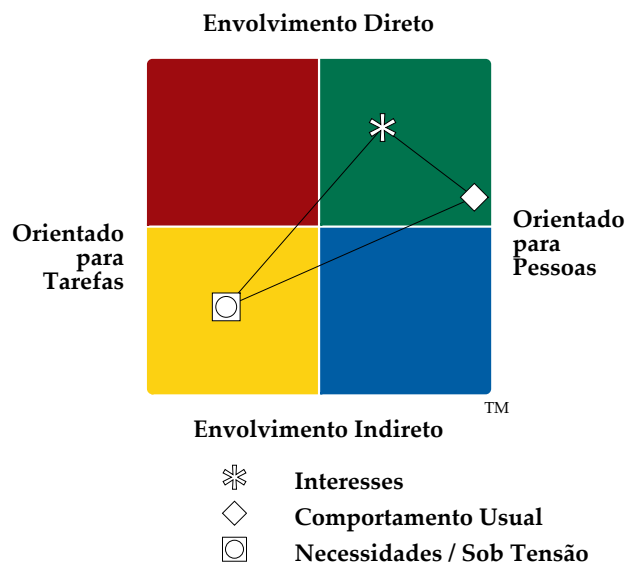 Envolvimento Direto
Orientado
para
Tarefas
Orientado
para
Pessoas
TM
Envolvimento Indireto
Interesses
Comportamento Usual
Necessidades / Sob Tensão